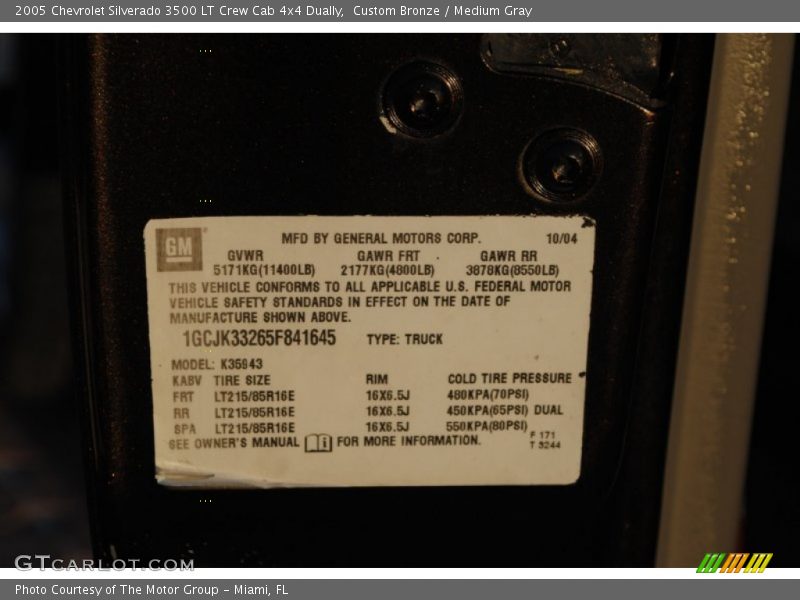 2005 Chevrolet Silverado 3500 LT Crew Cab 4x4 Dually,  Custom Bronze / Medium Gray
GM
MFD BY GENERAL MOTORS CORP. 10/04
GVWR GAWR FRT GAWR RR
5171KG(11400LB) 2177KG(4800LB) 3878KG(8550LB)
THIS VEHICLE CONFORMS TO ALL APPLICABLE U.S. FEDERAL MOTOR
VEHICLE SAFETY STANDARDS IN EFFECT ON THE DATE OF
MANUFACTURE SHOWN ABOVE.
1GCJK33265F841645 TYPE: TRUCK
MODEL: K35943
KABV TIRE SIZE RIM COLD TIRE PRESSURE
FRT LT215/85R16E 16X6.5J 480KPA(70PSI)
RR LT215/85R16E 16X6.5J 450KPA(65PSI) DUAL
SPA LT215/85R16E 16X6.5J 550KPA(80PSI)
SEE OWNER'S MANUAL FOR MORE INFORMATION.
F 171
T 3244
GTCARLOT.COM
Photo Courtesy of The Motor Group - Miami, FL